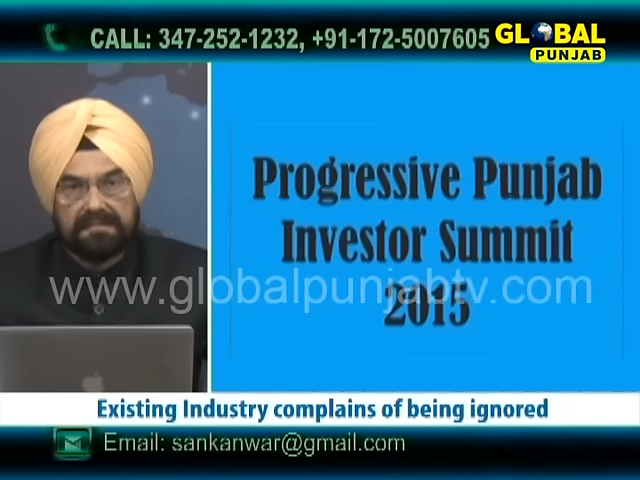 CALL: 347-252-1232, +91-172-5007605
GLOBAL
PUNJAB
Progressive Punjab
Investor Summit
2015
www.globalpunjabtv.com
Existing Industry complains of being ignored
Email: sankanwar@gmail.com